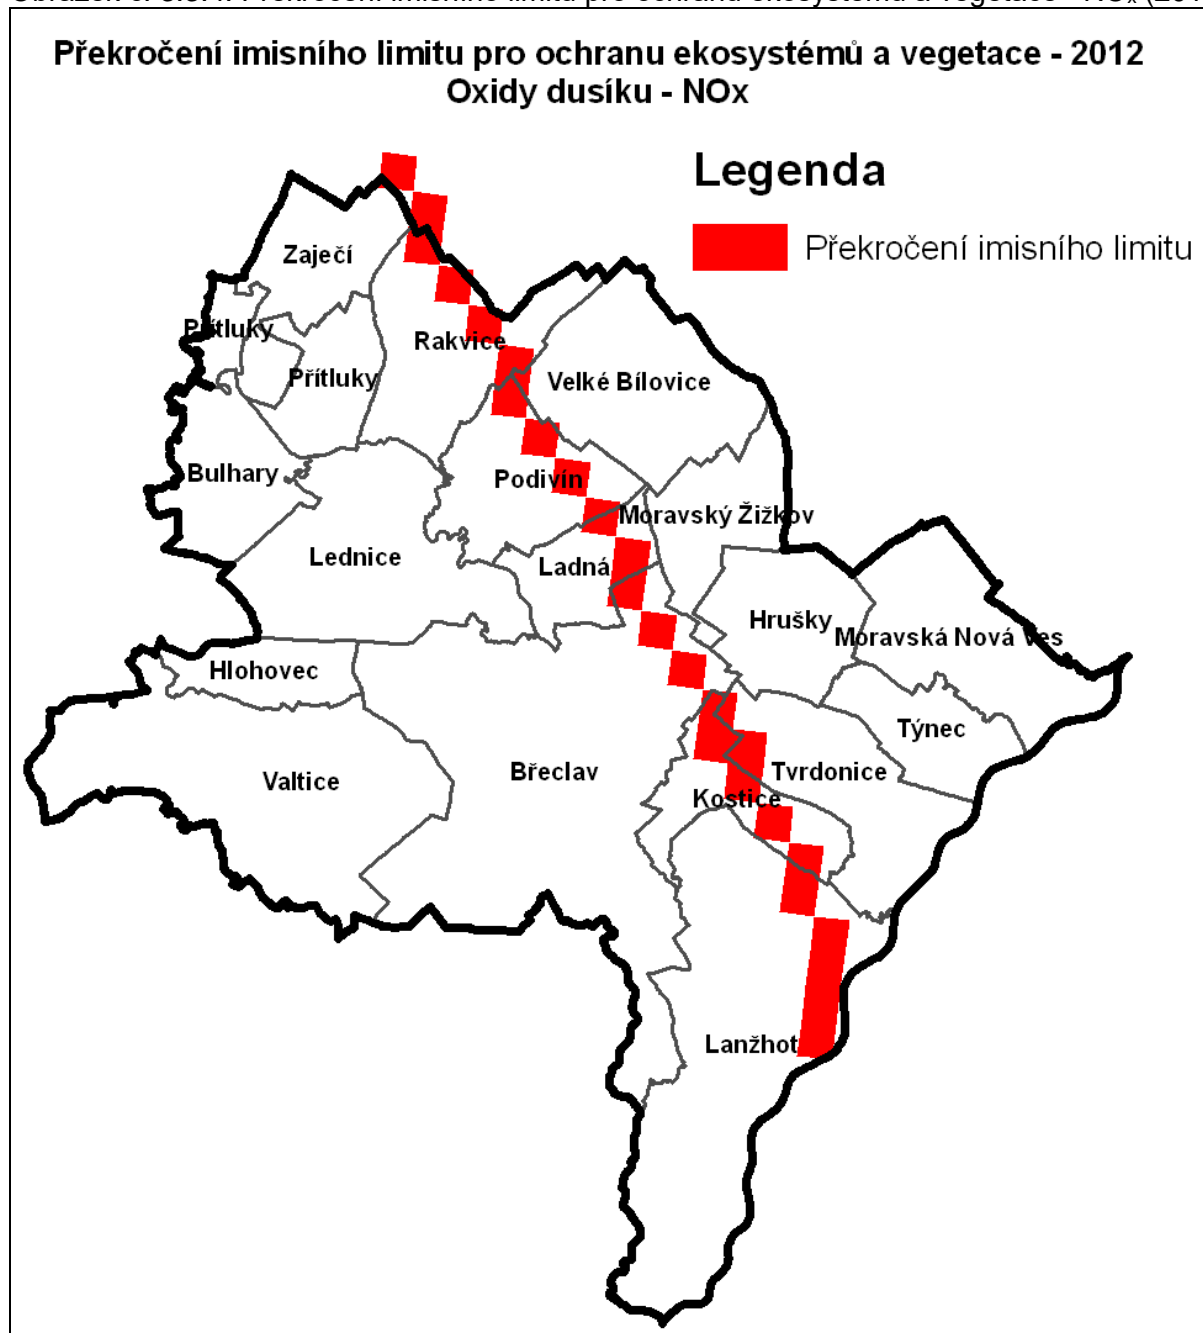 Překročení imisního limitu pro ochranu ekosystémů a vegetace - 2012
Oxidy dusíku - NOx
Legenda
Překročení imisního limitu
Zaječí
Přítluky
Rakvice
Přítluky
Velké Bílovice
Bulhary
Podivín
Moravský Žižkov
Lednice
Ladná
Hrušky
Moravská Nová Ves
Hlohovec
Týnec
Valtice
Břeclav
Tvrdonice
Kostice
Lanžhot